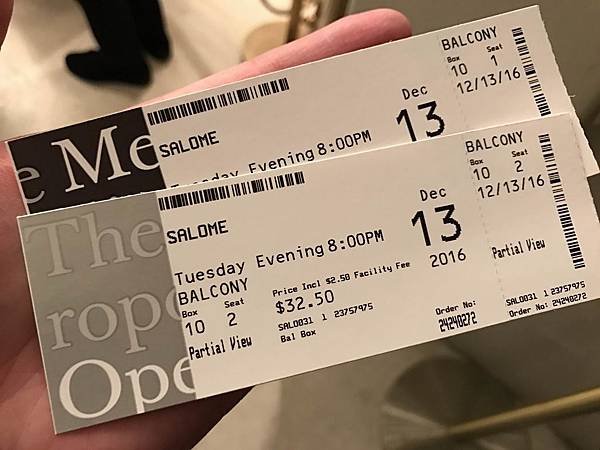 e Me
SALOME
Tuesday Evening 8:00PM
Dec
13
BALCONY
Box Seat
10 1
12/13/16
The
rope
Ope
SALOME
Tuesday Evening 8:00PM
BALCONY
Box Seat
10 2
Partial View
Price Incl $2.50 Facility Fee
$32.50
SAL0031 1 23757975
Bal Box
Dec
13
2016
Order No:
24240272
BALCONY
Box Seat
10 2
12/13/16
Partial View
SAL0031 1 23757975
Order No: 24240272